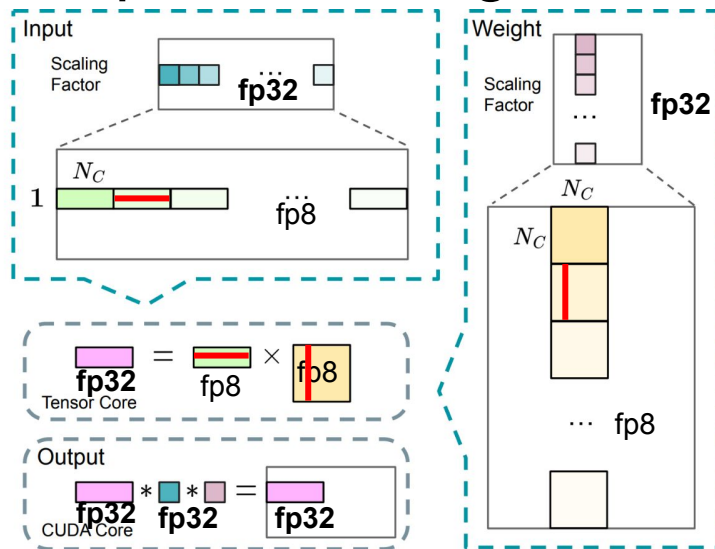 Input
Scaling
Factor
...
fp32
N_C
1
...
fp8
Weight
Scaling
Factor
...
fp32
N_C
N_C
... fp8
= ×
fp32 fp8 fp8
Tensor Core
Output
* * =
fp32 fp32 fp32
CUDA Core